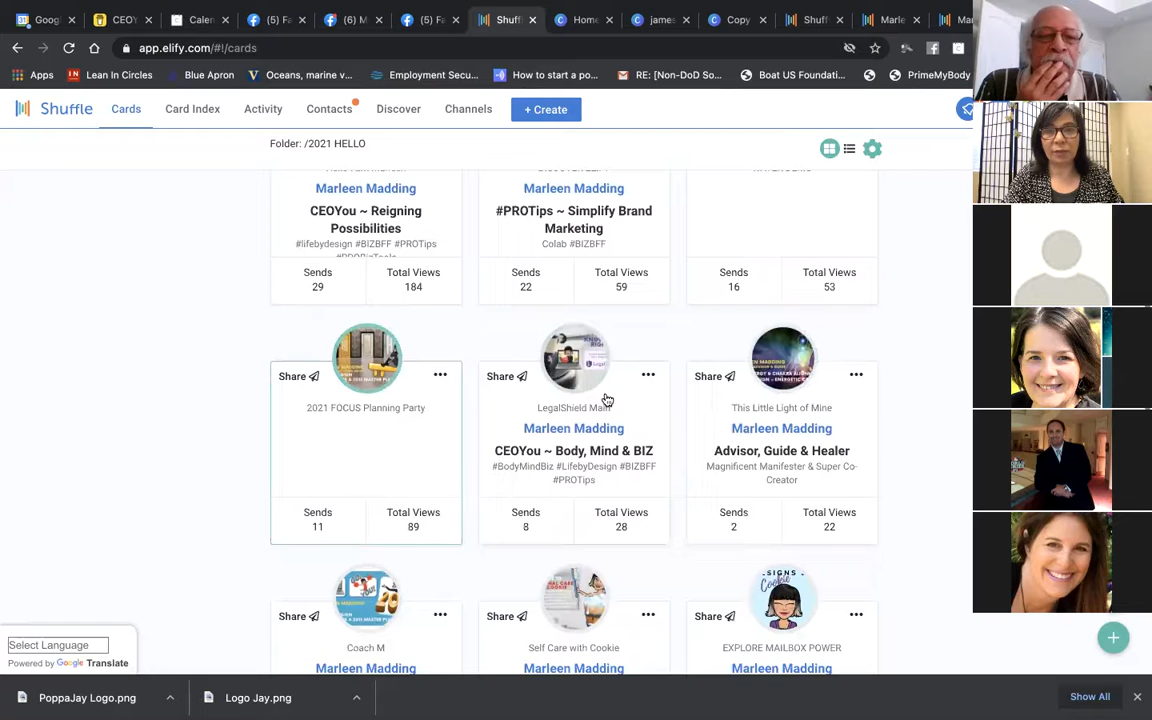 Googl
CEOY
Calen
(5) Fa
(6) M
(5) Fa
Shuffl
Home
james
Copy
Shuff
Marle
Mar
app.elify.com/#!/cards
Apps
Lean In Circles
Blue Apron
Oceans, marine v...
Employment Secu...
How to start a po...
RE: [Non-DoD So...
Boat US Foundati...
PrimeMyBody
Shuffle
Cards
Card Index
Activity
Contacts
Discover
Channels
+ Create
Folder: /2021 HELLO
Marleen Madding
CEOYou ~ Reigning
Possibilities
#lifebydesign #BIZBFF #PROTips
#PROBizTools
Sends
29
Total Views
184
Marleen Madding
#PROTips ~ Simplify Brand
Marketing
Colab #BIZBFF
Sends
22
Total Views
59
Sends
16
Total Views
53
Share
2021 FOCUS Planning Party
Sends
11
Total Views
89
Share
LegalShield Main
Marleen Madding
CEOYou ~ Body, Mind & BIZ
#BodyMindBiz #LifebyDesign #BIZBFF
#PROTips
Sends
8
Total Views
28
Share
This Little Light of Mine
Marleen Madding
Advisor, Guide & Healer
Magnificent Manifester & Super Co-
Creator
Sends
2
Total Views
22
Share
Coach M
Marleen Madding
Share
Self Care with Cookie
Marleen Madding
SIGNS
Cookie
Share
EXPLORE MAILBOX POWER
Marleen Madding
Select Language
Powered by Google Translate
PoppaJay Logo.png
Logo Jay.png
Show All